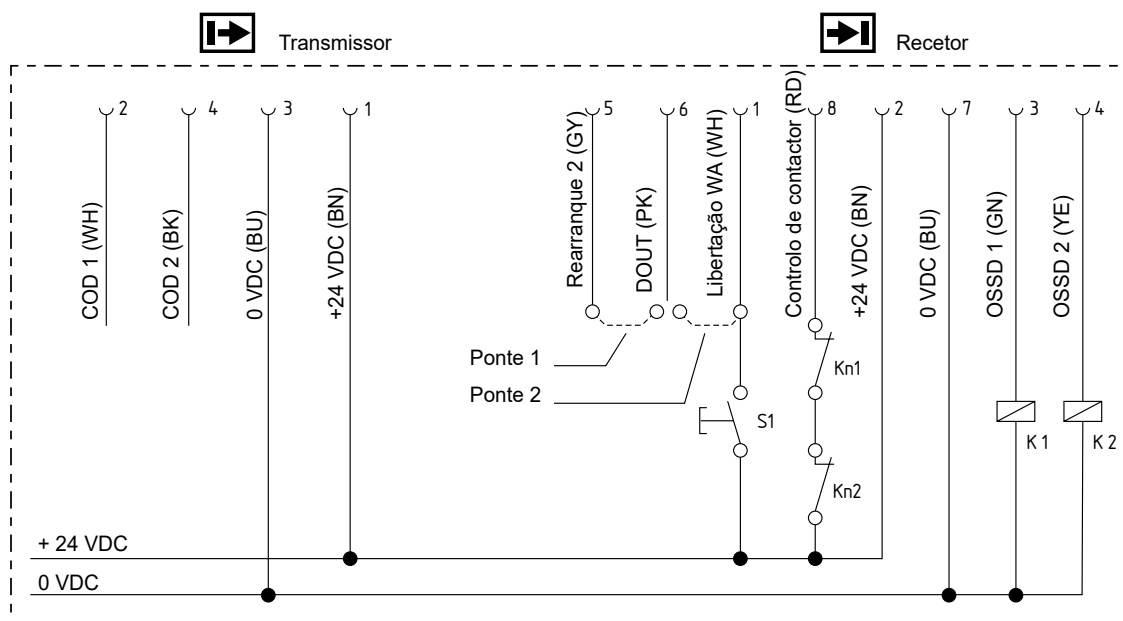 Transmissor
Recetor
2
4
3
1
5
6
1
8
2
7
3
4
COD 1 (WH)
COD 2 (BK)
0 VDC (BU)
+24 VDC (BN)
Rearranque 2 (GY)
DOUT (PK)
Libertação WA (WH)
Controlo de contactor (RD)
+24 VDC (BN)
0 VDC (BU)
OSSD 1 (GN)
OSSD 2 (YE)
Ponte 1
Ponte 2
Kn1
S1
K 1
K 2
Kn2
+ 24 VDC
0 VDC